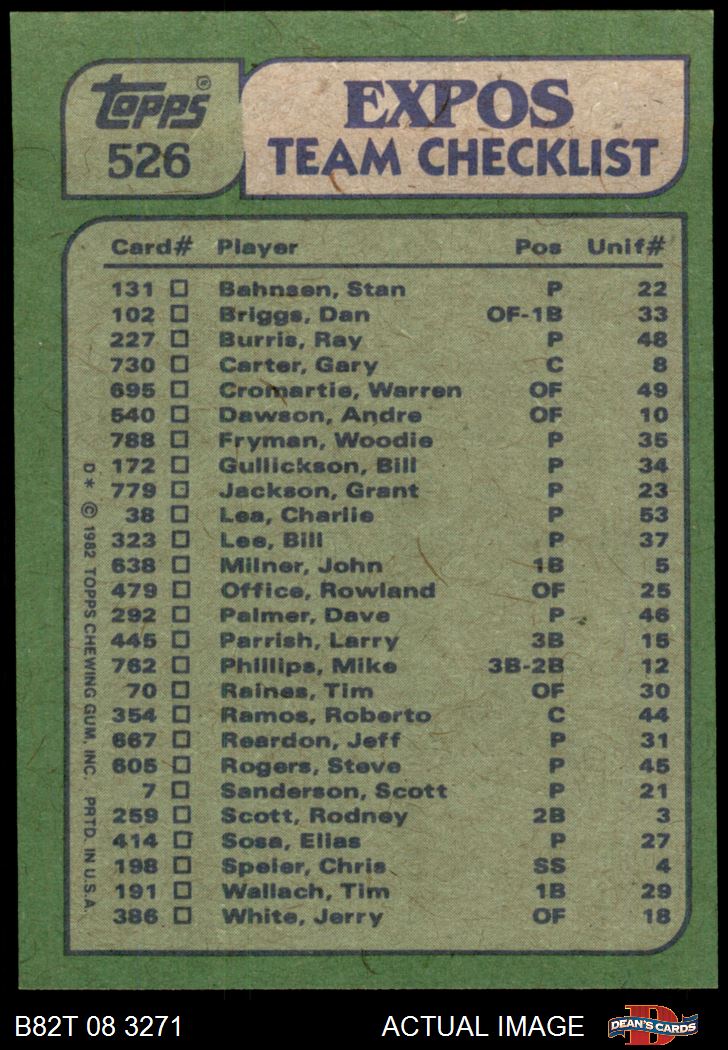 Topps®
526
EXPOS
TEAM CHECKLIST
Card# Player Pos Unif#
131 Bahnsen, Stan P 22
102 Briggs, Dan OF-1B 33
227 Burris, Ray P 48
730 Carter, Gary C 8
695 Cromartie, Warren OF 49
540 Dawson, Andre OF 10
788 Fryman, Woodie P 35
172 Gullickson, Bill P 34
779 Jackson, Grant P 23
38 Lea, Charlie P 53
323 Lee, Bill P 37
638 Milner, John 1B 5
479 Office, Rowland OF 25
292 Palmer, Dave P 46
445 Parrish, Larry 3B 15
762 Phillips, Mike 3B-2B 12
70 Raines, Tim OF 30
354 Ramos, Roberto C 44
667 Reardon, Jeff P 31
605 Rogers, Steve P 45
7 Sanderson, Scott P 21
259 Scott, Rodney 2B 3
414 Sosa, Elias P 27
198 Speier, Chris SS 4
191 Wallach, Tim 1B 29
386 White, Jerry OF 18
D* © 1982 TOPPS CHEWING GUM, INC. PRTD. IN U.S.A.
B82T 08 3271 ACTUAL IMAGE D DEAN'S CARDS